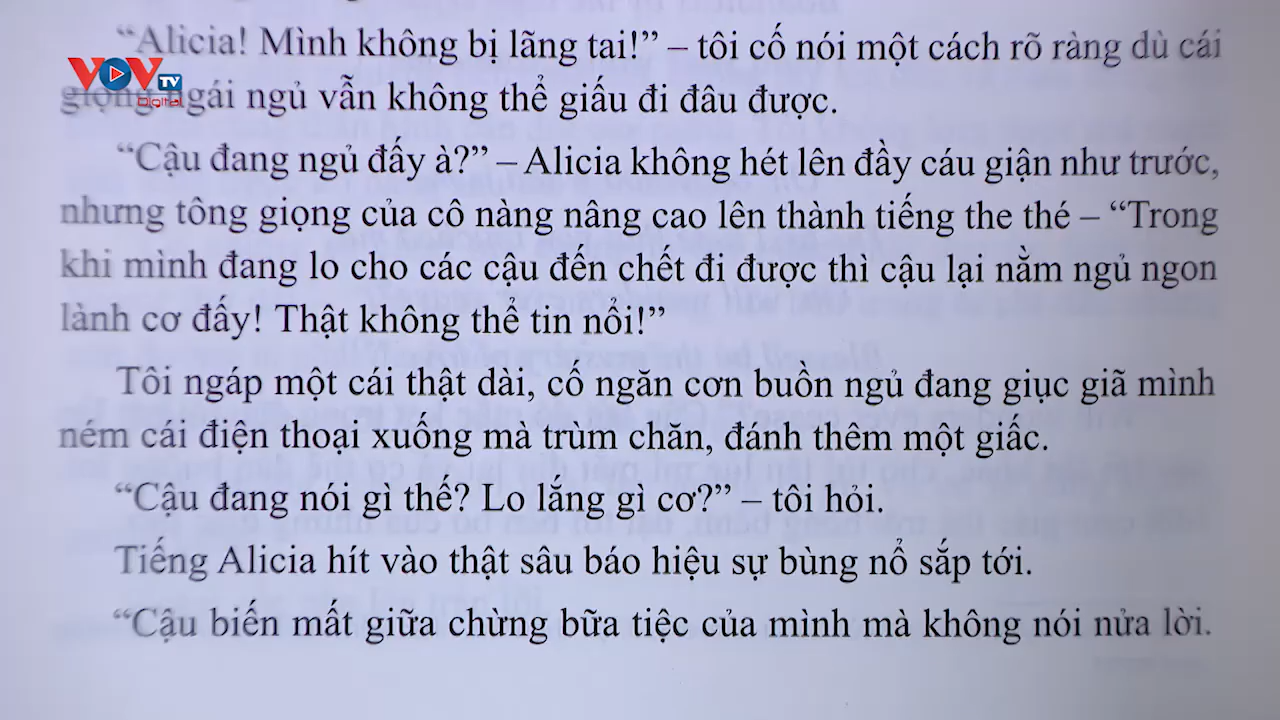 “Alicia! Mình không bị lãng tai!” – tôi cố nói một cách rõ ràng dù cái
VOV TV Digital
giọng ngái ngủ vẫn không thể giấu đi đâu được.
“Cậu đang ngủ đấy à?” – Alicia không hét lên đầy cáu giận như trước,
nhưng tông giọng của cô nàng nâng cao lên thành tiếng the thé – “Trong
khi mình đang lo cho các cậu đến chết đi được thì cậu lại nằm ngủ ngon
lành cơ đấy! Thật không thể tin nổi!”
Tôi ngáp một cái thật dài, cố ngăn cơn buồn ngủ đang giục giã mình
ném cái điện thoại xuống mà trùm chăn, đánh thêm một giấc.
“Cậu đang nói gì thế? Lo lắng gì cơ?” – tôi hỏi.
Tiếng Alicia hít vào thật sâu báo hiệu sự bùng nổ sắp tới.
“Cậu biến mất giữa chừng bữa tiệc của mình mà không nói nửa lời.